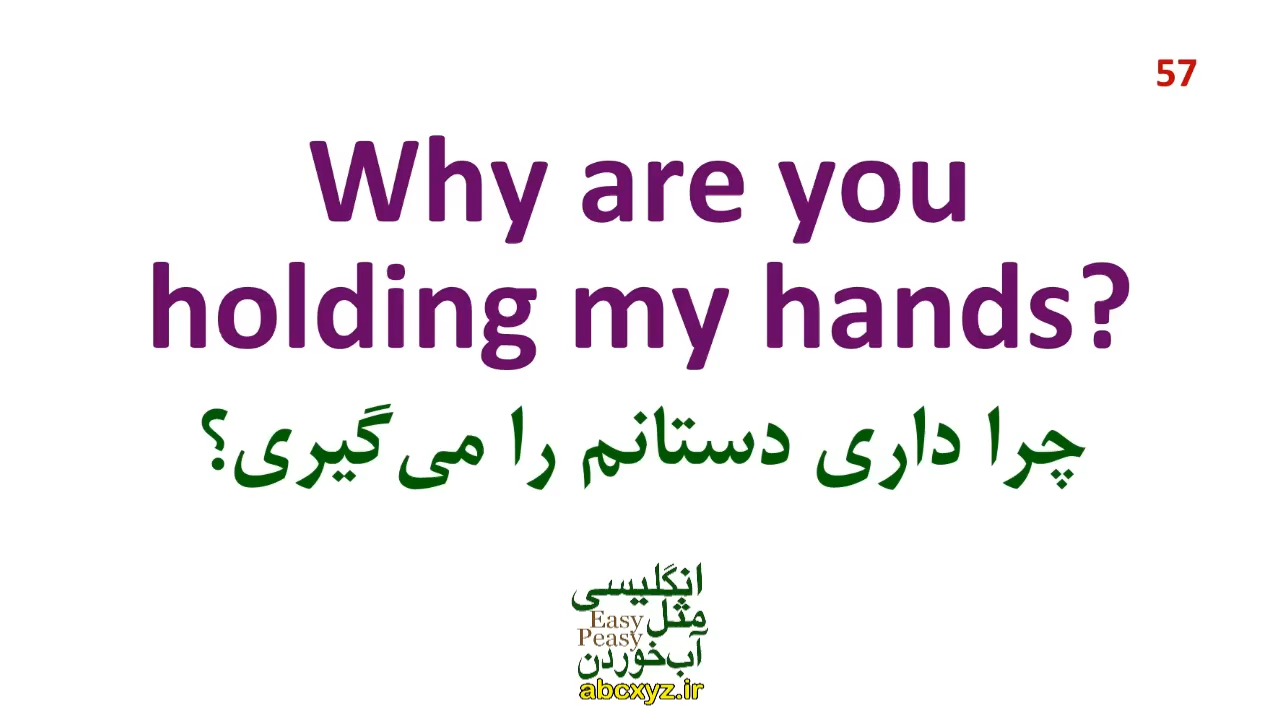 57
Why are you
holding my hands?
چرا داری دستانم را می‌گیری؟
انگلیسی
مثل
Easy
Peasy
آب‌خوردن
abcxyz.ir